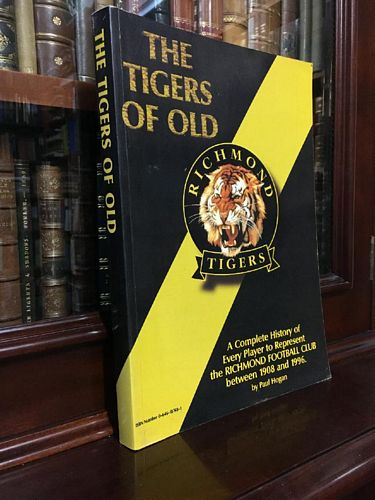 THE
TIGERS
OF OLD
RICHMOND
TIGERS
A Complete History of
Every Player to Represent
the RICHMOND FOOTBALL CLUB
between 1908 and 1996.
by Paul Hogan
THE TIGERS OF OLD